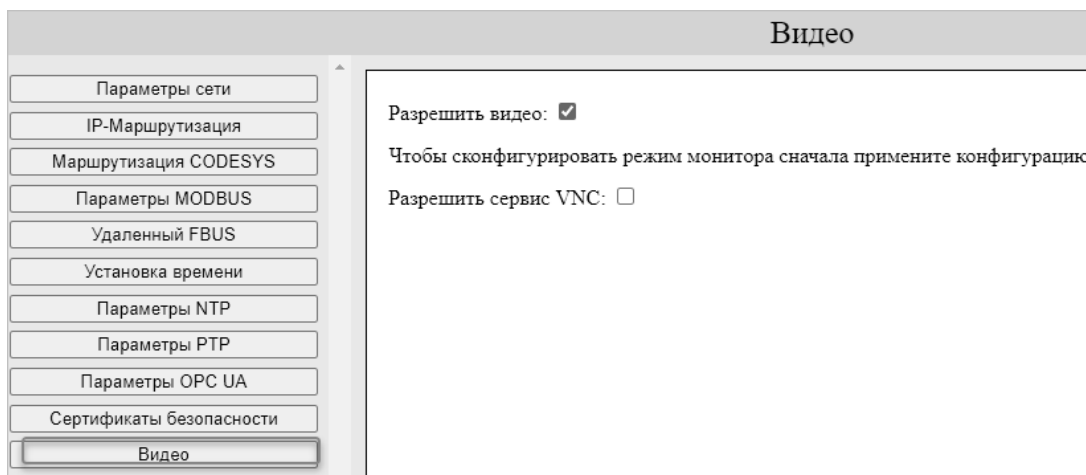 Видео
Параметры сети
IP-Маршрутизация
Маршрутизация CODESYS
Параметры MODBUS
Удаленный FBUS
Установка времени
Параметры NTP
Параметры PTP
Параметры OPC UA
Сертификаты безопасности
Видео
Разрешить видео:
Чтобы сконфигурировать режим монитора сначала примените конфигурацию
Разрешить сервис VNC: